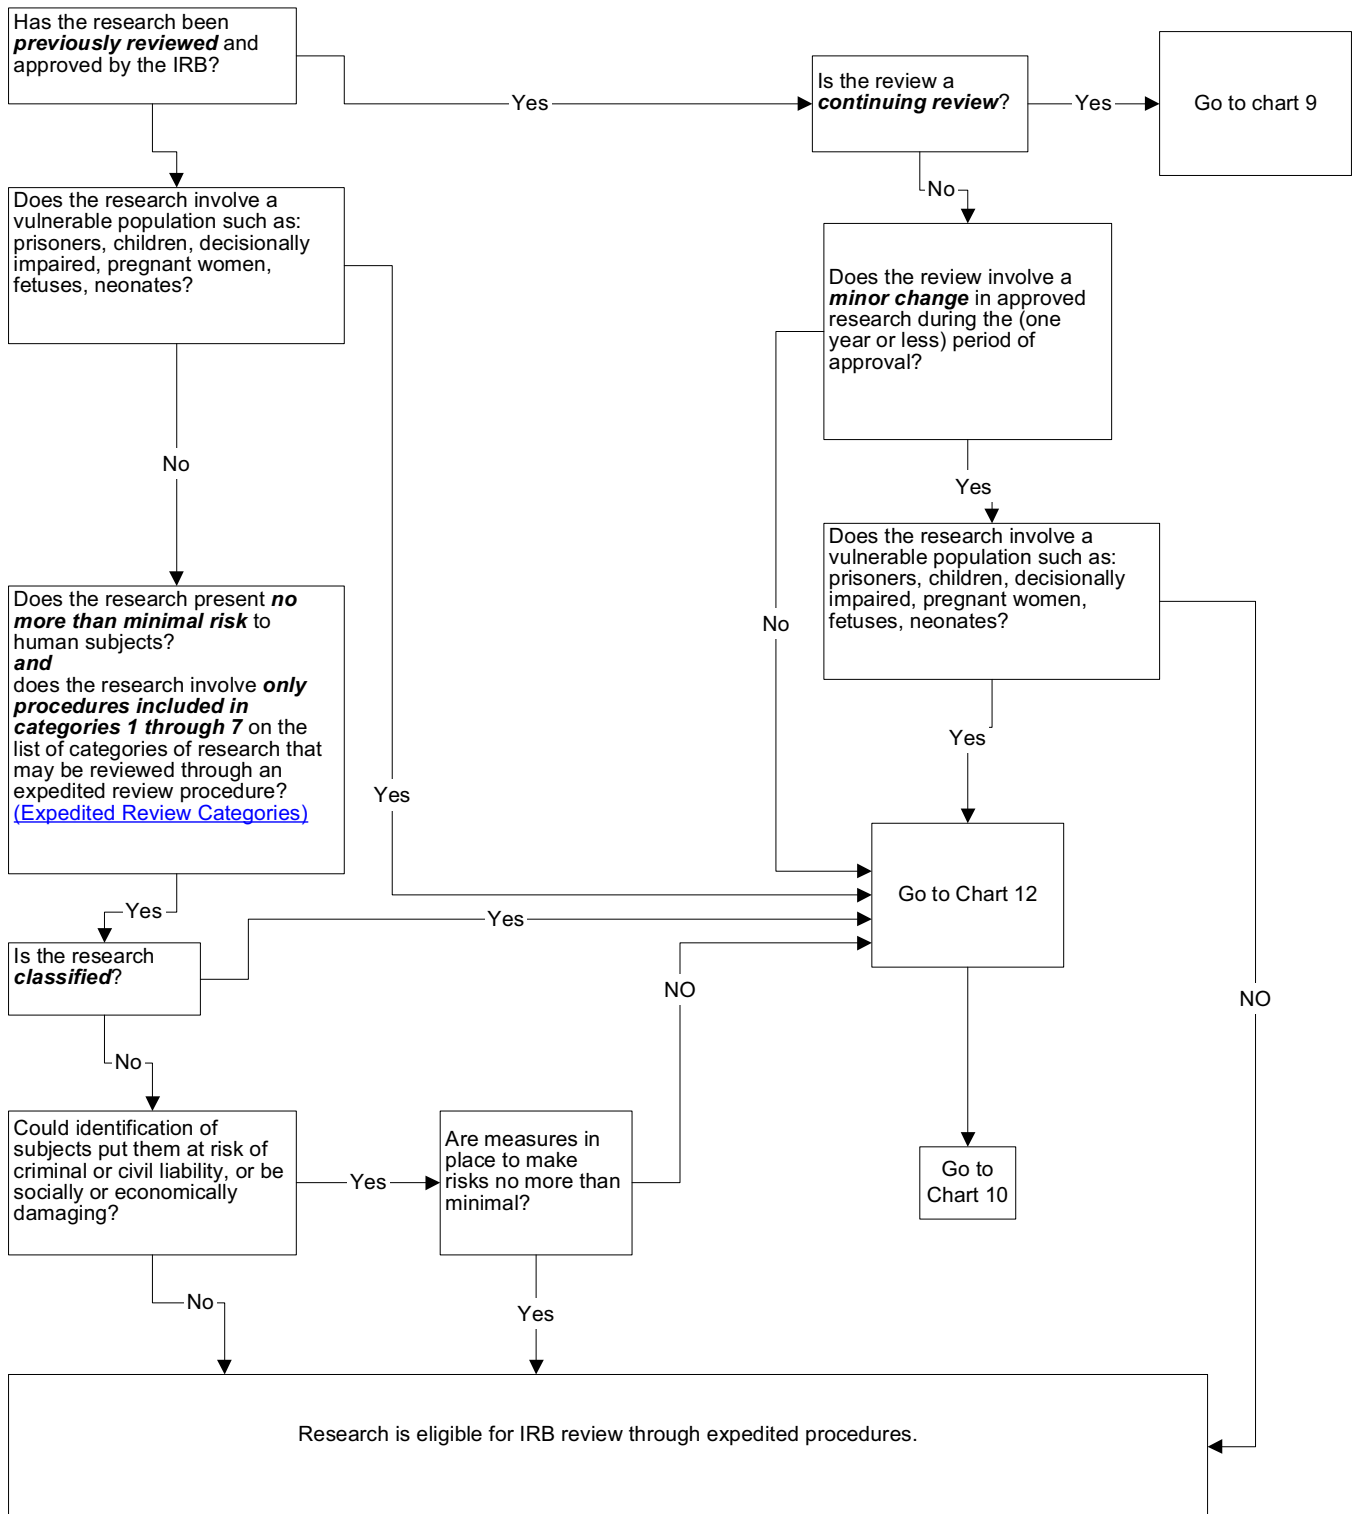 Has the research been
previously reviewed and
approved by the IRB?
Yes
Is the review a
continuing review?
Yes
Go to chart 9
No
Does the research involve a
vulnerable population such as:
prisoners, children, decisionally
impaired, pregnant women,
fetuses, neonates?
Does the review involve a
minor change in approved
research during the (one
year or less) period of
approval?
No
Yes
Does the research involve a
vulnerable population such as:
prisoners, children, decisionally
impaired, pregnant women,
fetuses, neonates?
No
Does the research present no
more than minimal risk to
human subjects?
and
does the research involve only
procedures included in
categories 1 through 7 on the
list of categories of research that
may be reviewed through an
expedited review procedure?
(Expedited Review Categories)
Yes
Yes
Go to Chart 12
Yes
Yes
Is the research
classified?
NO
NO
No
Could identification of
subjects put them at risk of
criminal or civil liability, or be
socially or economically
damaging?
Yes
Are measures in
place to make
risks no more than
minimal?
Go to
Chart 10
No
Yes
Research is eligible for IRB review through expedited procedures.